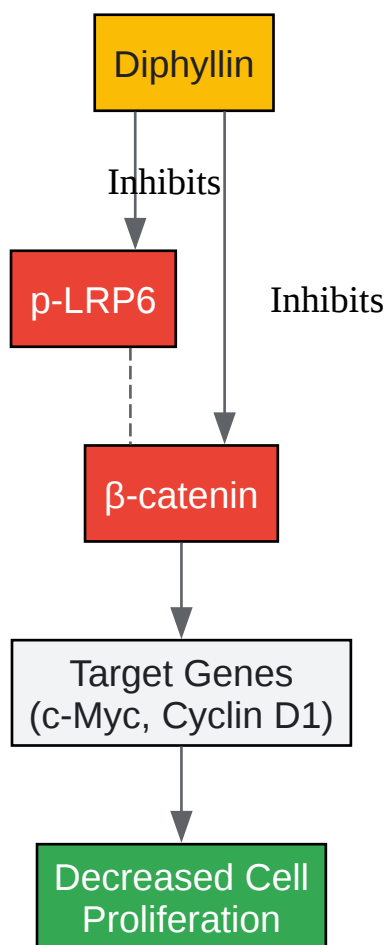 Diphyllin
Inhibits
p-LRP6
Inhibits
β-catenin
Target Genes
(c-Myc, Cyclin D1)
Decreased Cell
Proliferation